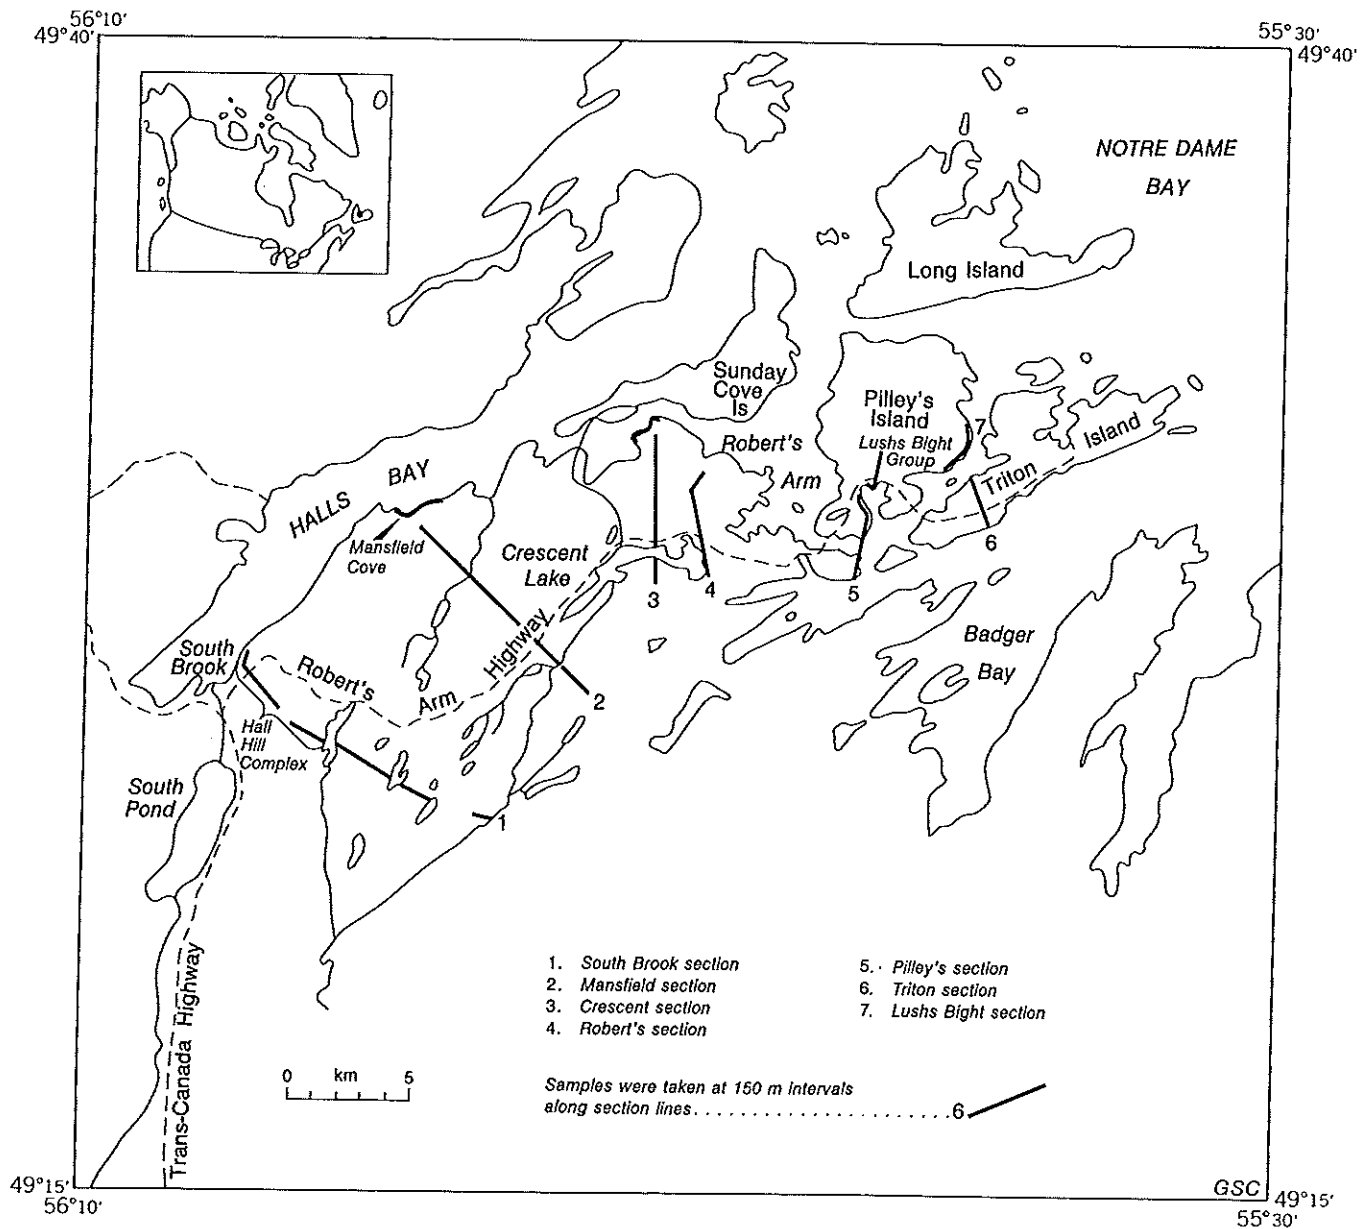 56°10'
49°40'
55°30'
49°40'
NOTRE DAME
BAY
Long Island
Sunday
Cove
Is
Pilley's
Island
Lushs Bight
Group
7
Robert's
Arm
Triton
Island
6
HALLS BAY
Mansfield
Cove
Crescent
Lake
3
4
5
Badger
Bay
South
Brook
Robert's
Arm
Highway
2
Hall
Hill
Complex
South
Pond
1
Trans-Canada Highway
1. South Brook section
2. Mansfield section
3. Crescent section
4. Robert's section
5. Pilley's section
6. Triton section
7. Lushs Bight section
0 km 5
Samples were taken at 150 m intervals
along section lines......................6
GSC
49°15'
56°10'
49°15'
55°30'